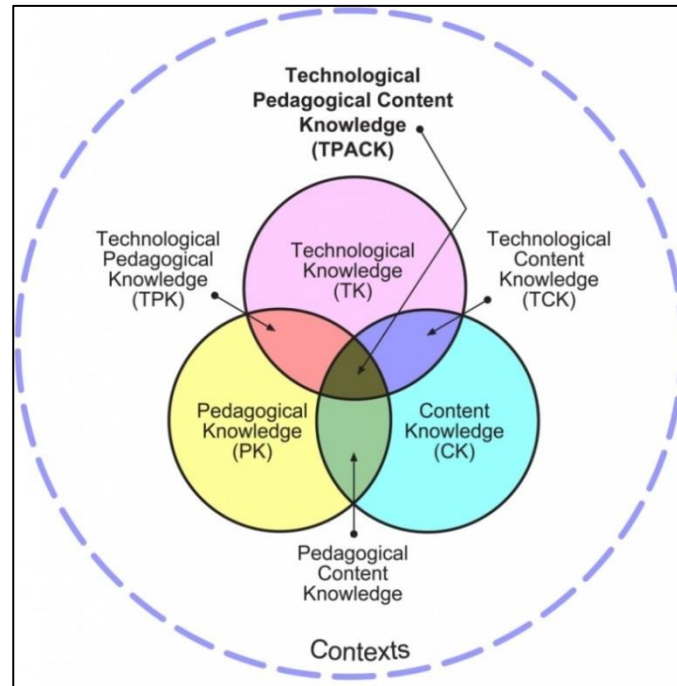 Technological
Pedagogical Content
Knowledge
(TPACK)
Technological
Pedagogical
Knowledge
(TPK)
Technological
Knowledge
(TK)
Technological
Content
Knowledge
(TCK)
Pedagogical
Knowledge
(PK)
Content
Knowledge
(CK)
Pedagogical
Content
Knowledge
Contexts